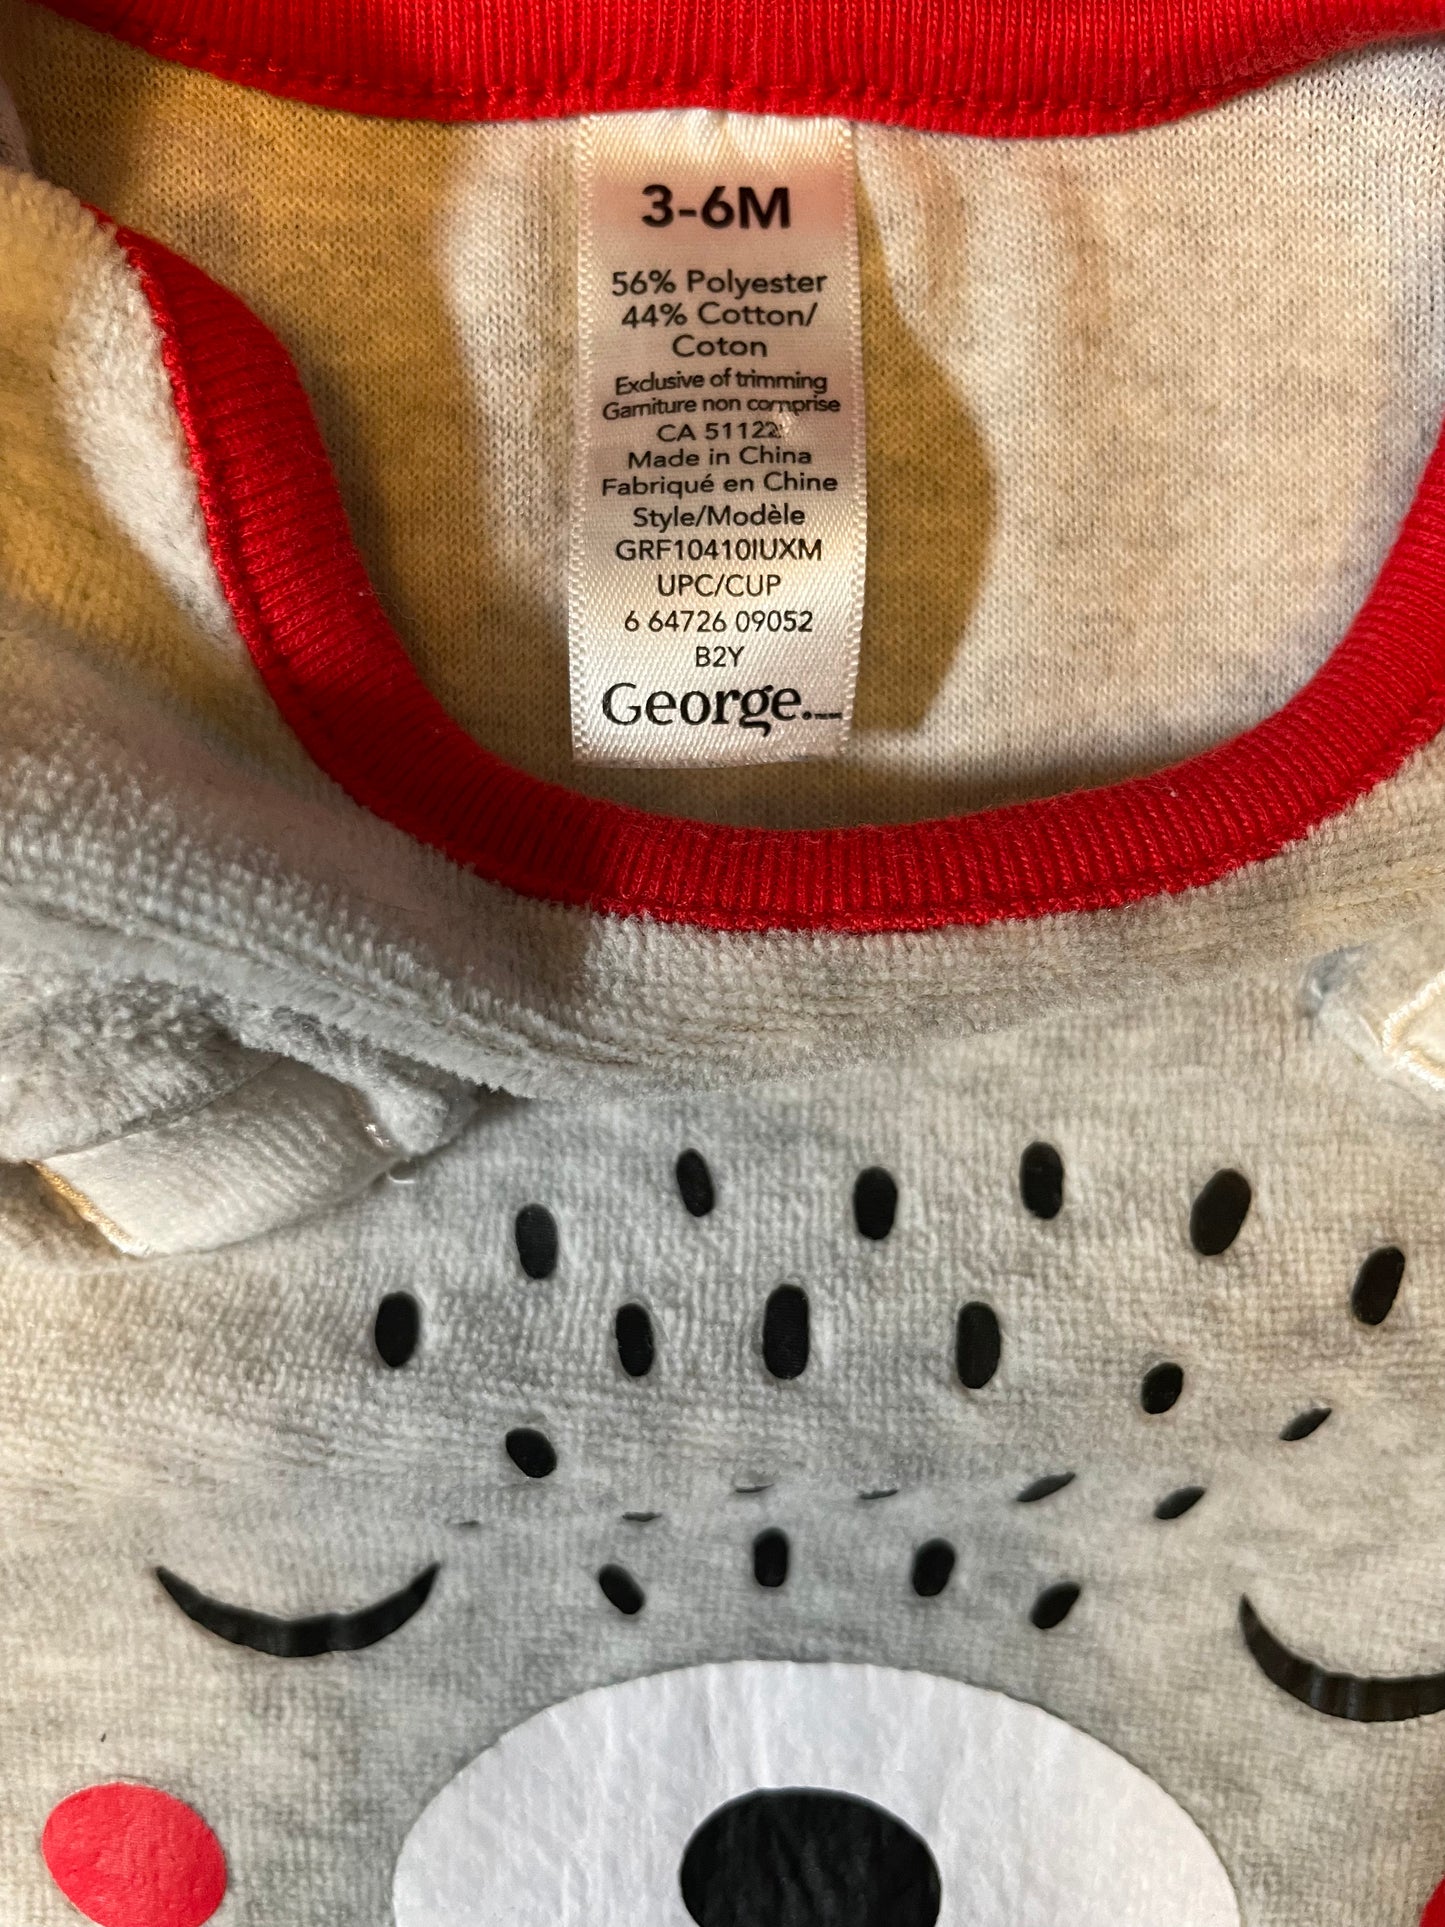 3-6M
56% Polyester
44% Cotton/
Coton
Exclusive of trimming
Garniture non comprise
CA
Made in China
Fabriqué en Chine
Style/Modèle
GRF10410IUXM
UPC/CUP
6 64726 09052
B2Y
George.